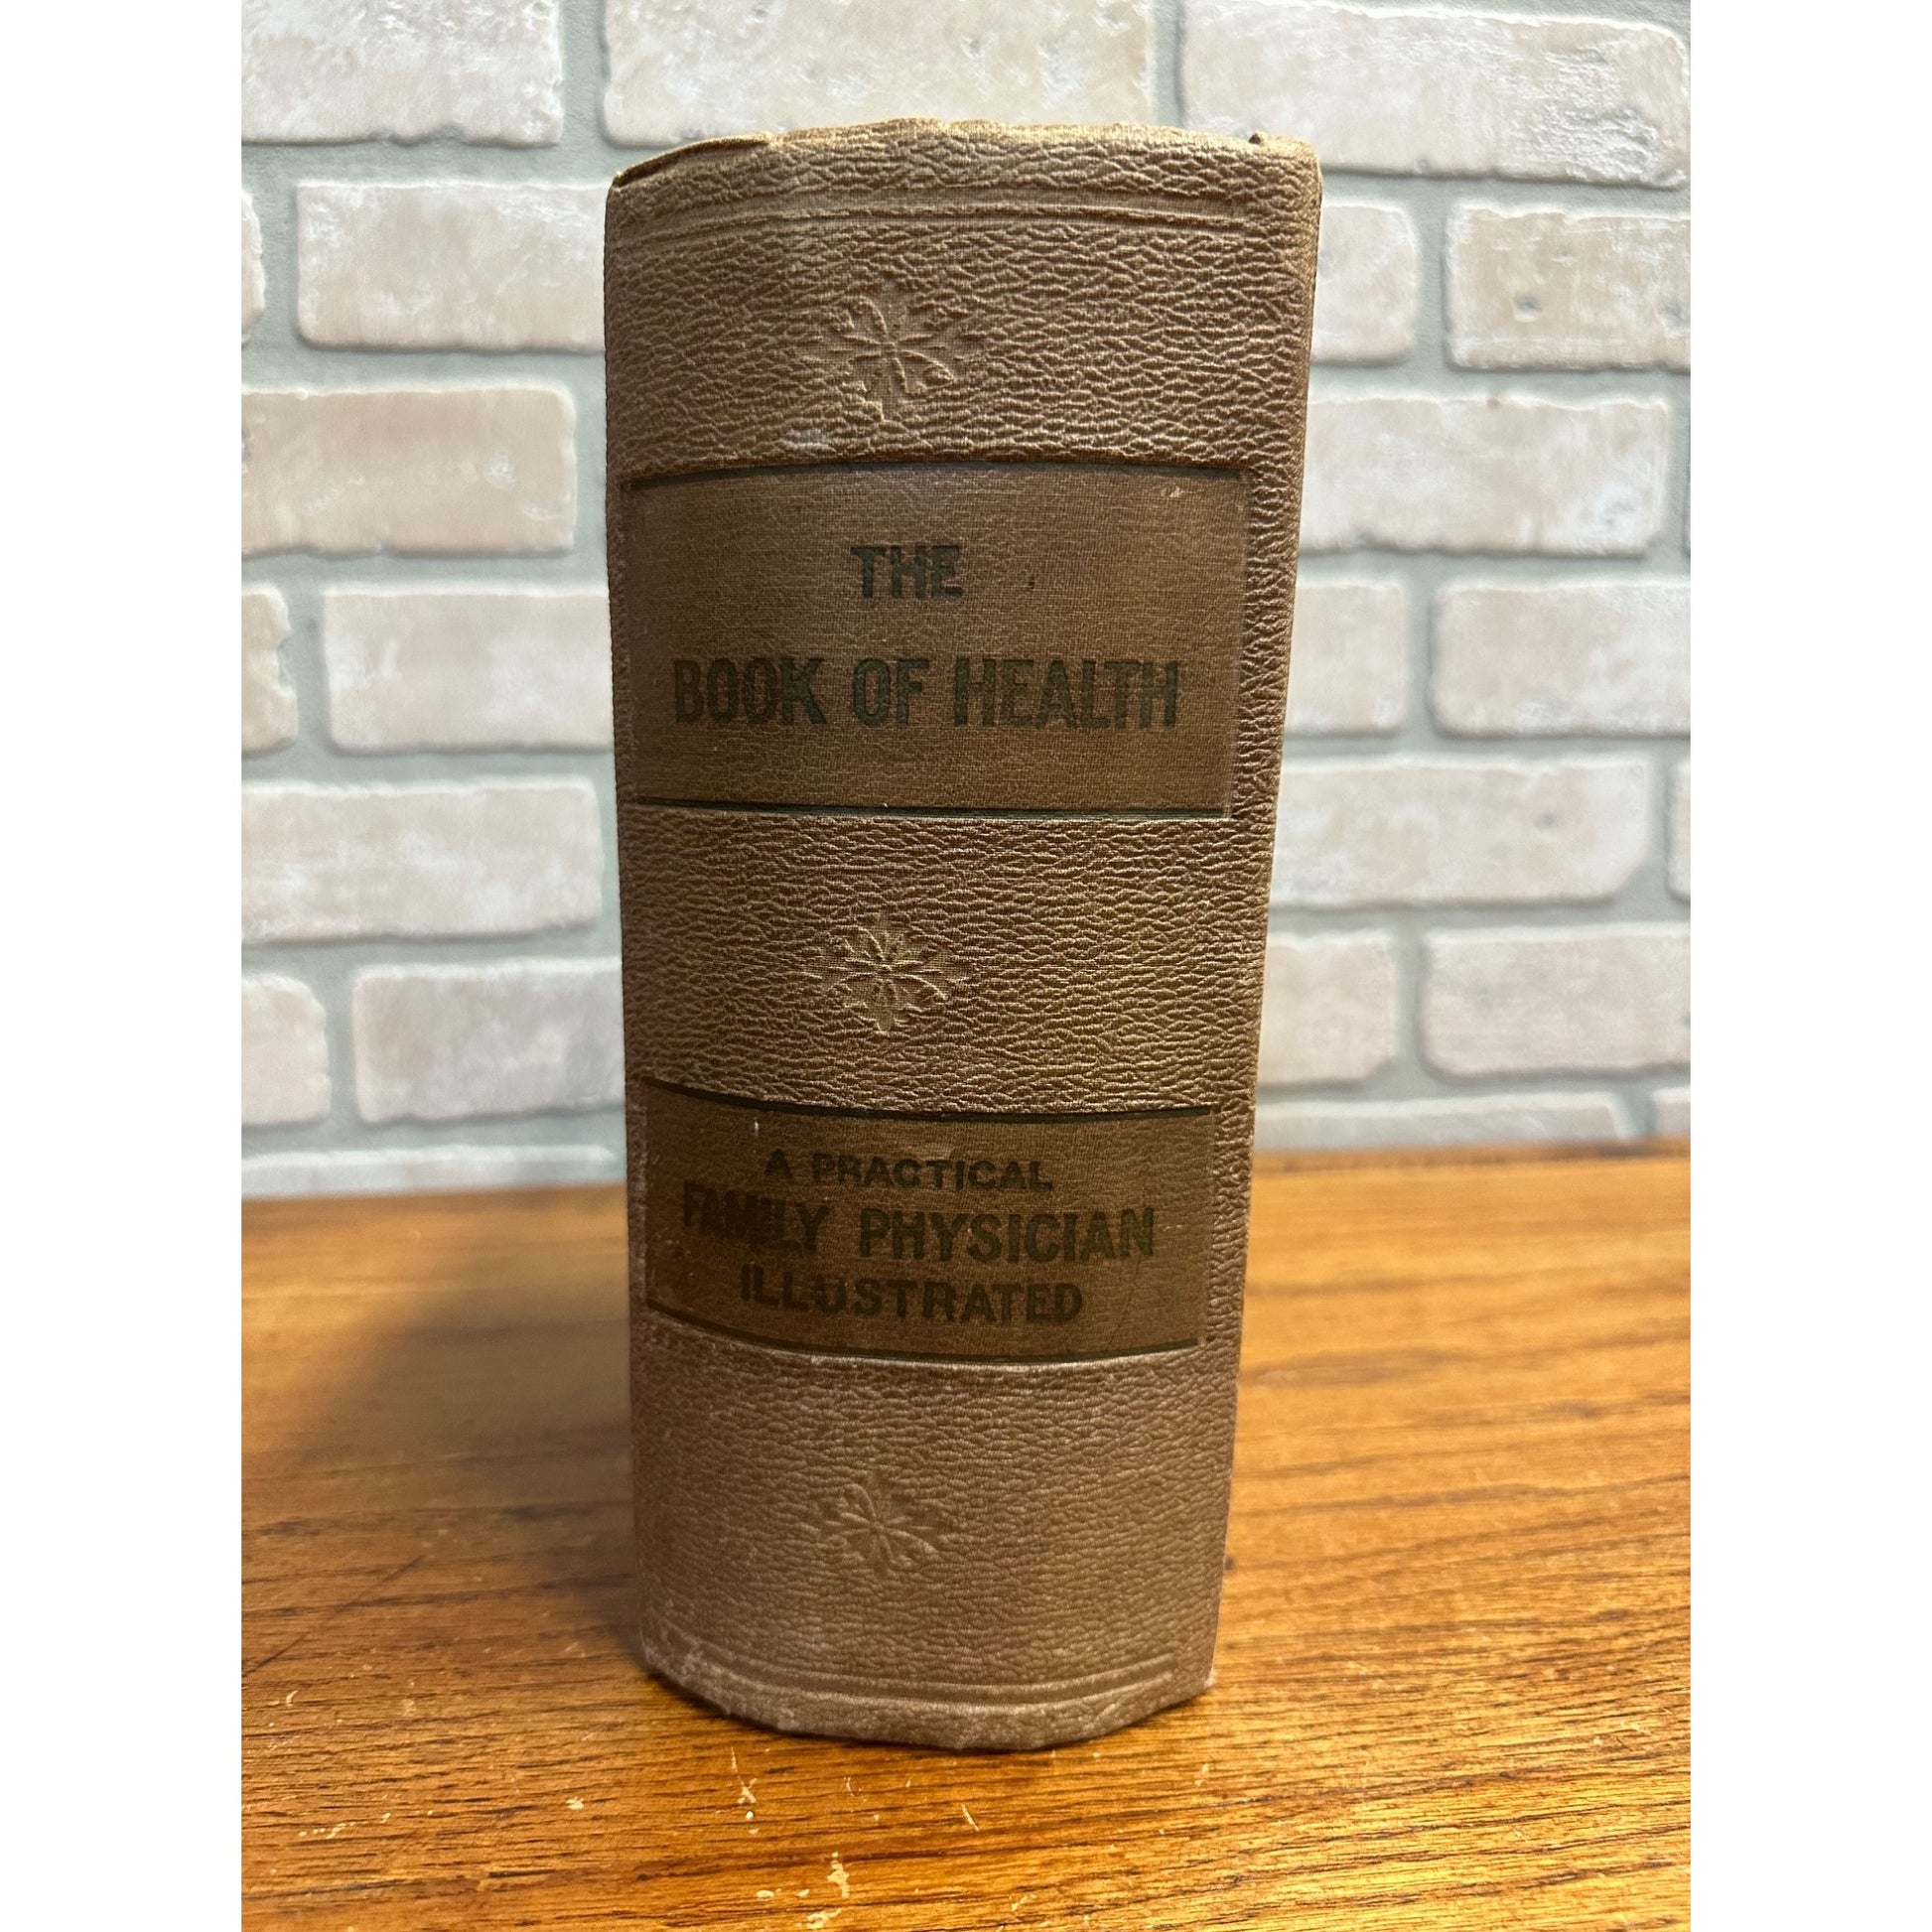 THE
BOOK OF HEALTH
A PRACTICAL
FAMILY PHYSICIAN
ILLUSTRATED